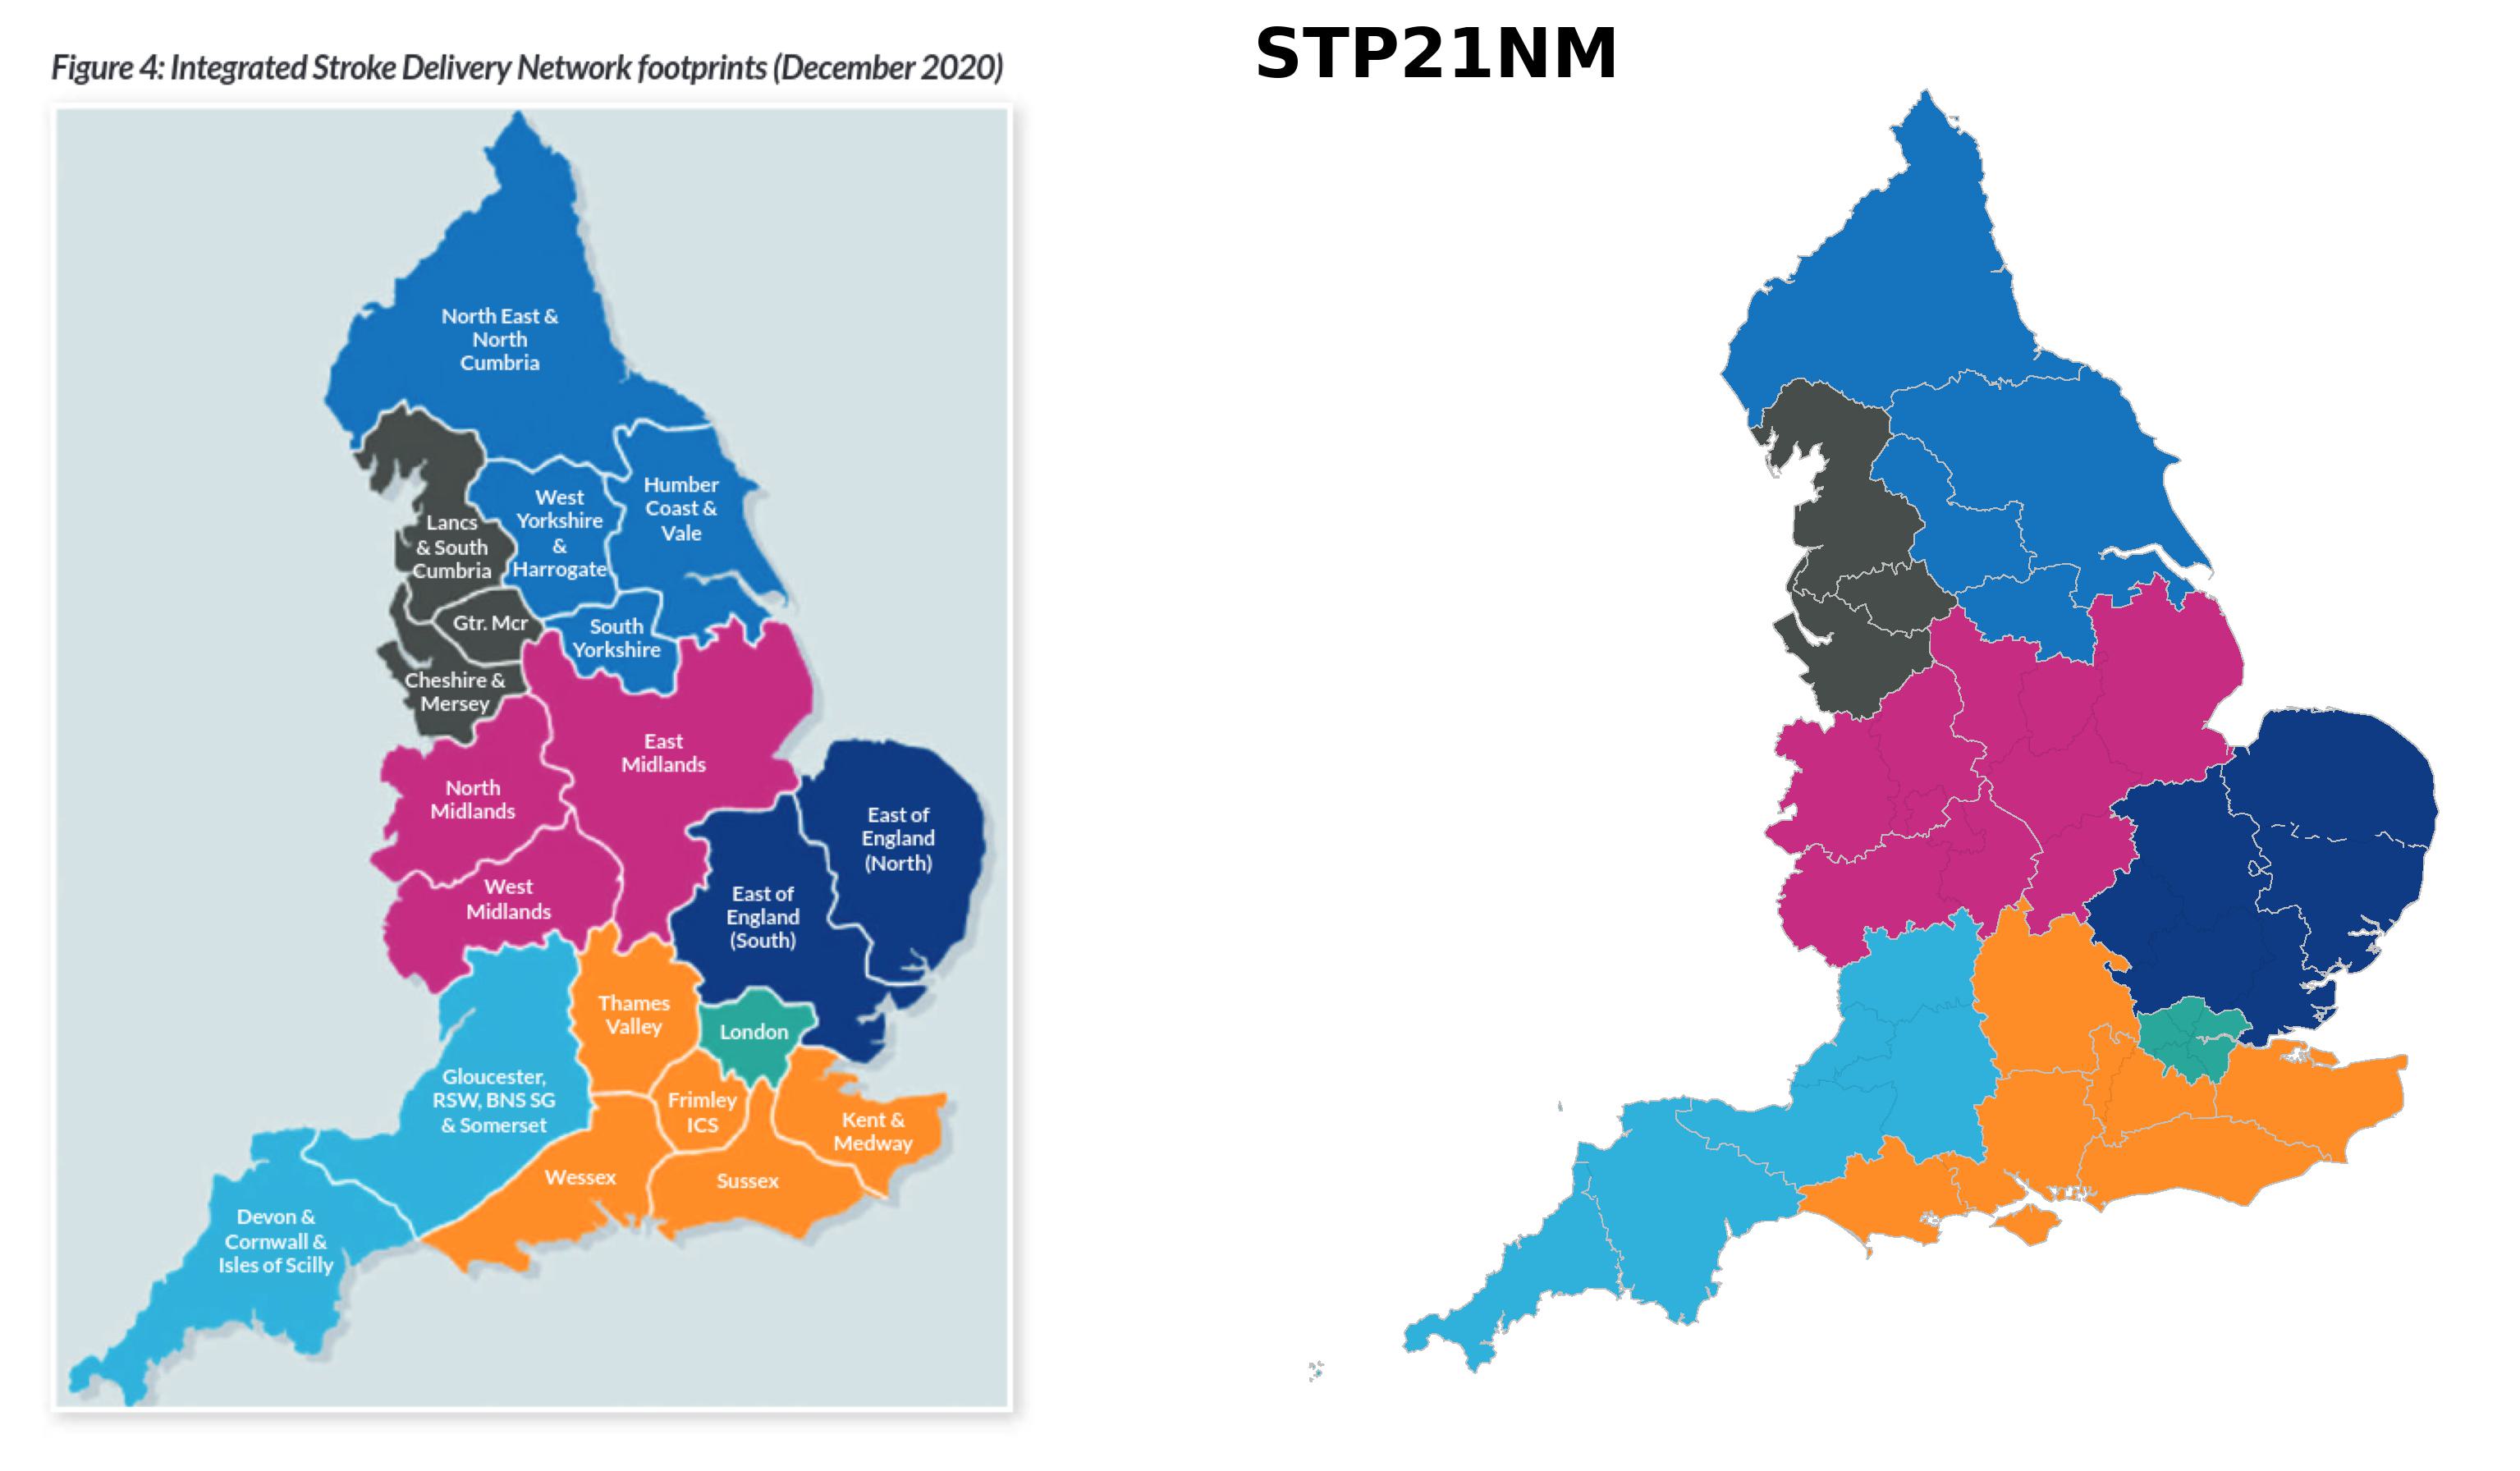 Figure 4: Integrated Stroke Delivery Network footprints (December 2020)
STP21NM
North East &
North
Cumbria
West
Yorkshire
&
Harrogate
Humber
Coast &
Vale
Lancs
& South
Cumbria
Gtr. Mcr
South
Yorkshire
Cheshire &
Mersey
East
Midlands
North
Midlands
East of
England
(North)
West
Midlands
East of
England
(South)
Thames
Valley
London
Gloucester,
RSW, BNS SG
& Somerset
Frimley
ICS
Kent &
Medway
Wessex
Sussex
Devon &
Cornwall &
Isles of Scilly